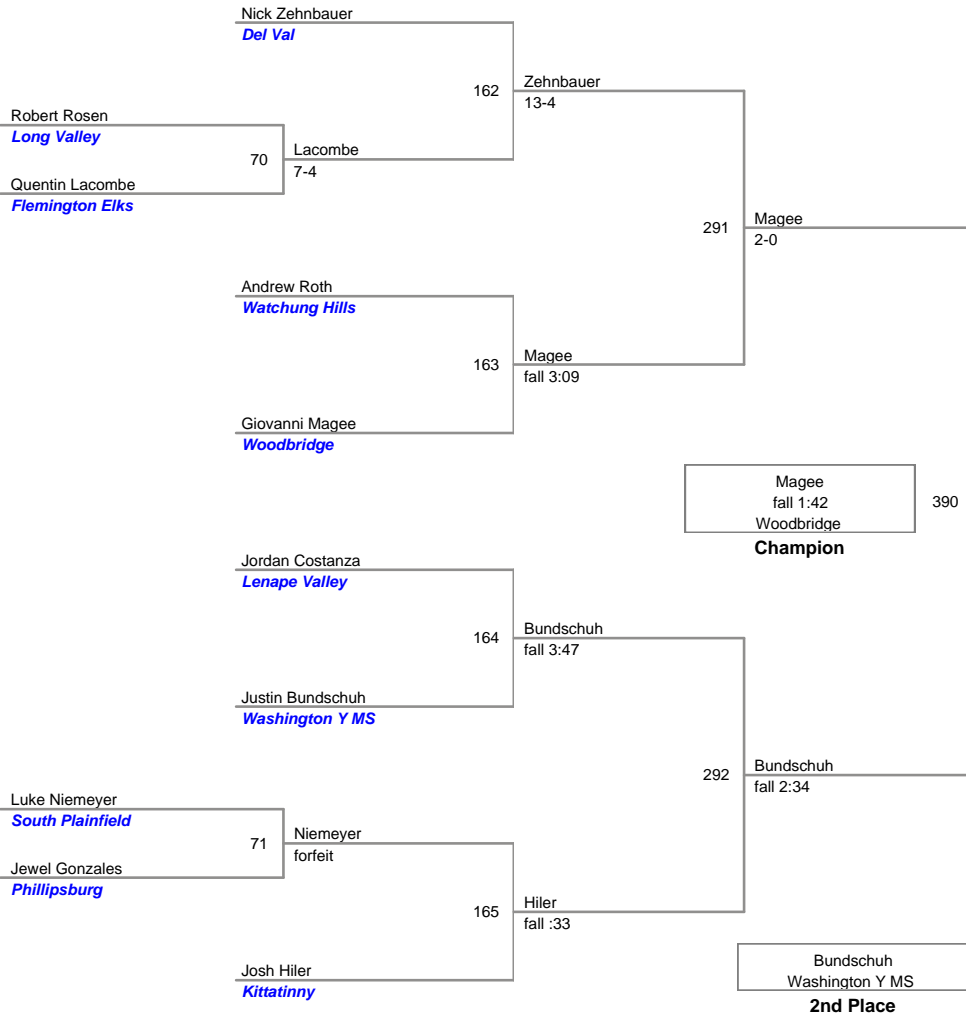 Nick Zehnbauer
Del Val
162
Zehnbauer
13-4
Robert Rosen
Long Valley
70
Lacombe
7-4
Quentin Lacombe
Flemington Elks
291
Magee
2-0
Andrew Roth
Watchung Hills
163
Magee
fall 3:09
Giovanni Magee
Woodbridge
Magee
fall 1:42
Woodbridge
390
Champion
Jordan Costanza
Lenape Valley
164
Bundschuh
fall 3:47
Justin Bundschuh
Washington Y MS
292
Bundschuh
fall 2:34
Luke Niemeyer
South Plainfield
71
Niemeyer
forfeit
Jewel Gonzales
Phillipsburg
165
Hiler
fall :33
Josh Hiler
Kittatinny
Bundschuh
Washington Y MS
2nd Place